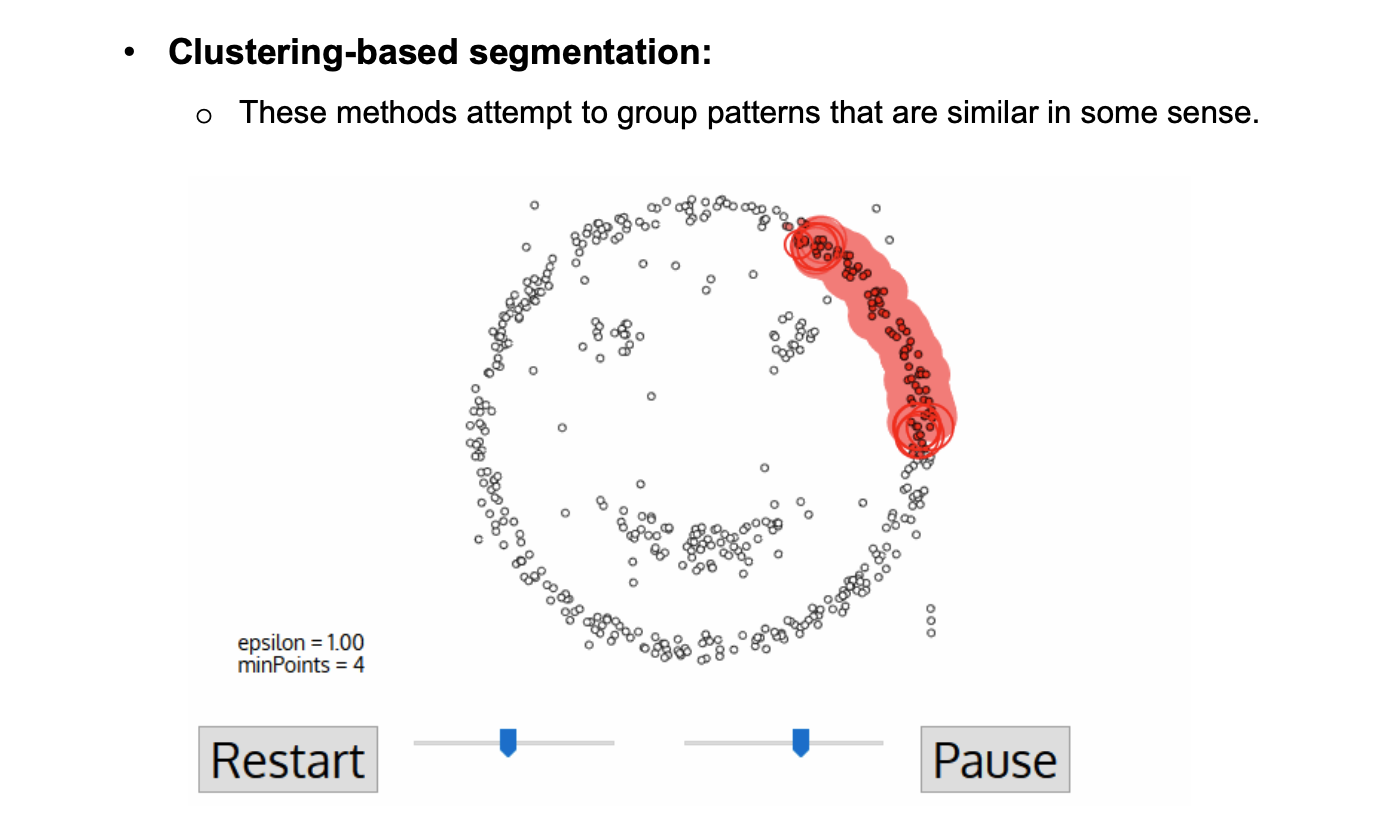 • Clustering-based segmentation:
o These methods attempt to group patterns that are similar in some sense.
epsilon = 1.00
minPoints = 4
Restart
Pause